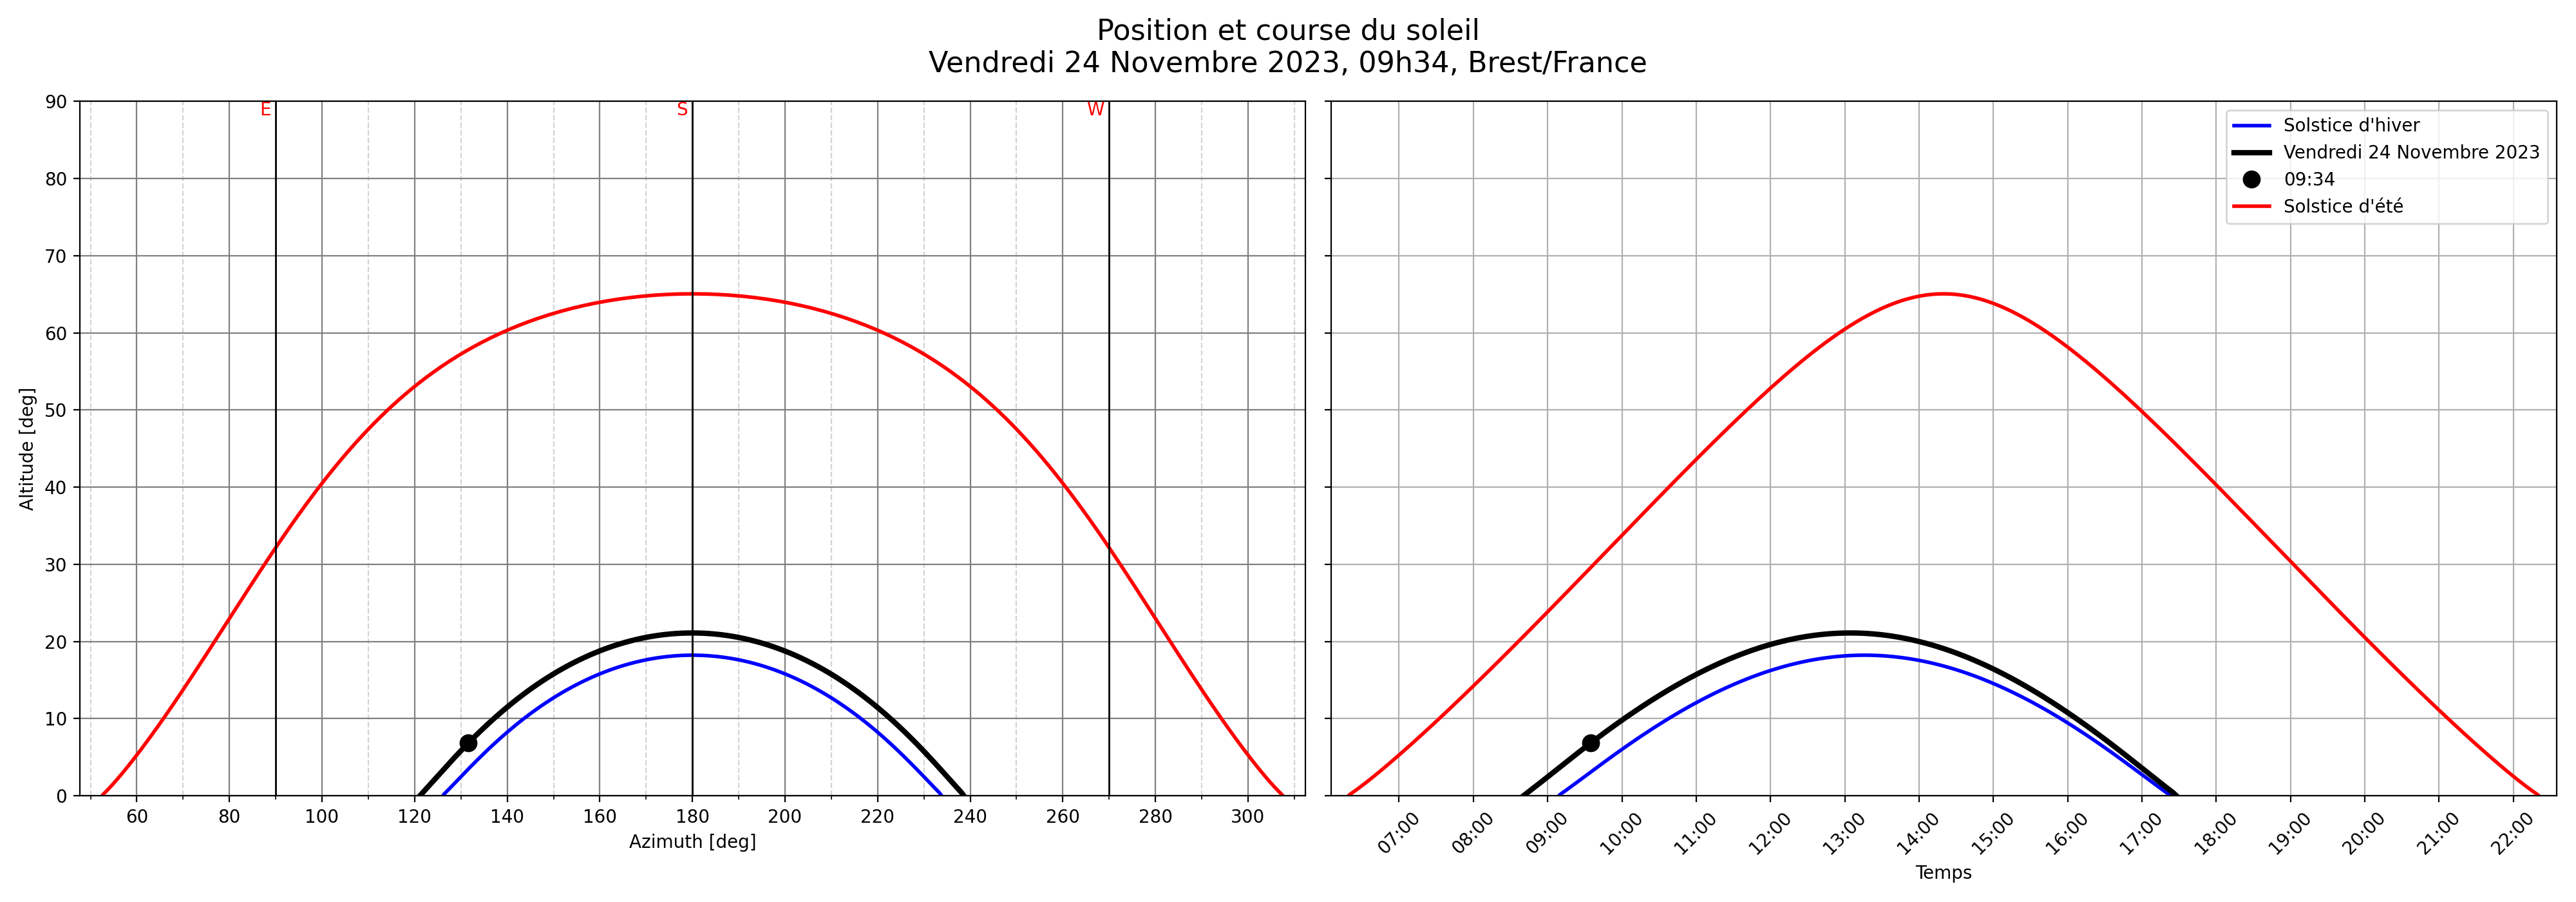 Position et course du soleil
Vendredi 24 Novembre 2023, 09h34, Brest/France
E
S
W
90
80
70
60
50
40
30
20
10
0
Altitude [deg]
60 80 100 120 140 160 180 200 220 240 260 280 300
Azimuth [deg]
Solstice d'hiver
Vendredi 24 Novembre 2023
09:34
Solstice d'été
07:00 08:00 09:00 10:00 11:00 12:00 13:00 14:00 15:00 16:00 17:00 18:00 19:00 20:00 21:00 22:00
Temps